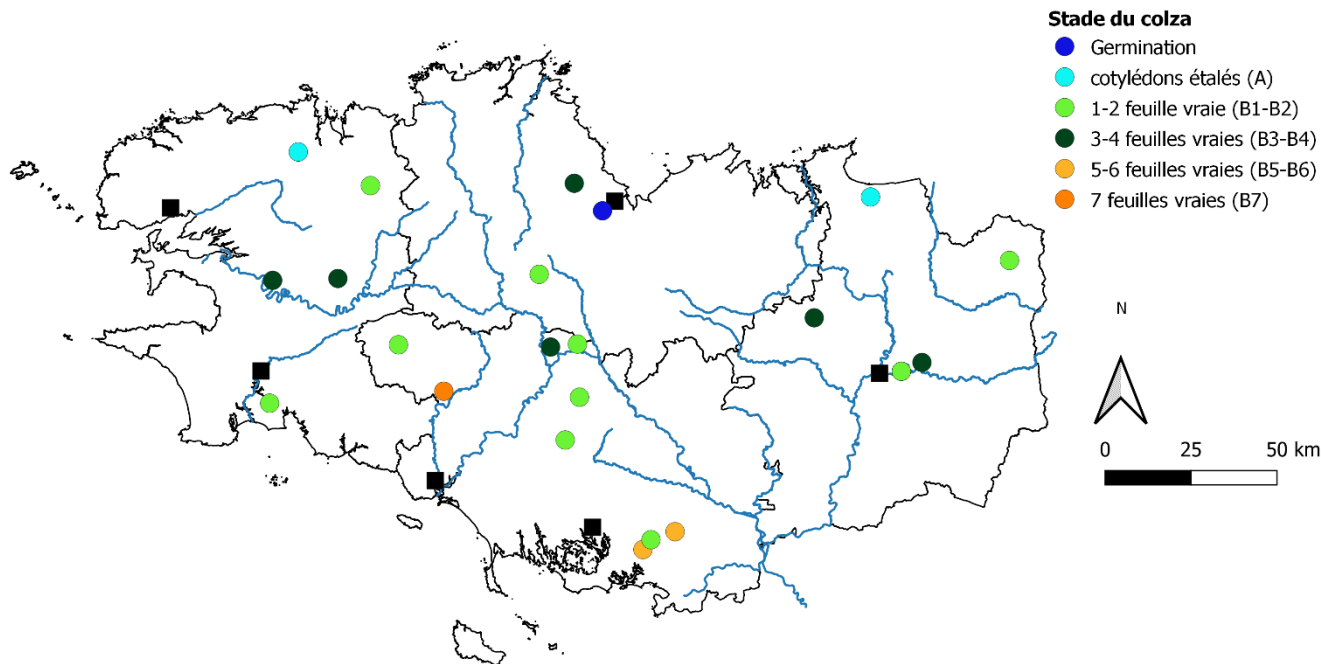 Stade du colza
Germination
cotylédons étalés (A)
1-2 feuille vraie (B1-B2)
3-4 feuilles vraies (B3-B4)
5-6 feuilles vraies (B5-B6)
7 feuilles vraies (B7)
N
0 25 50 km